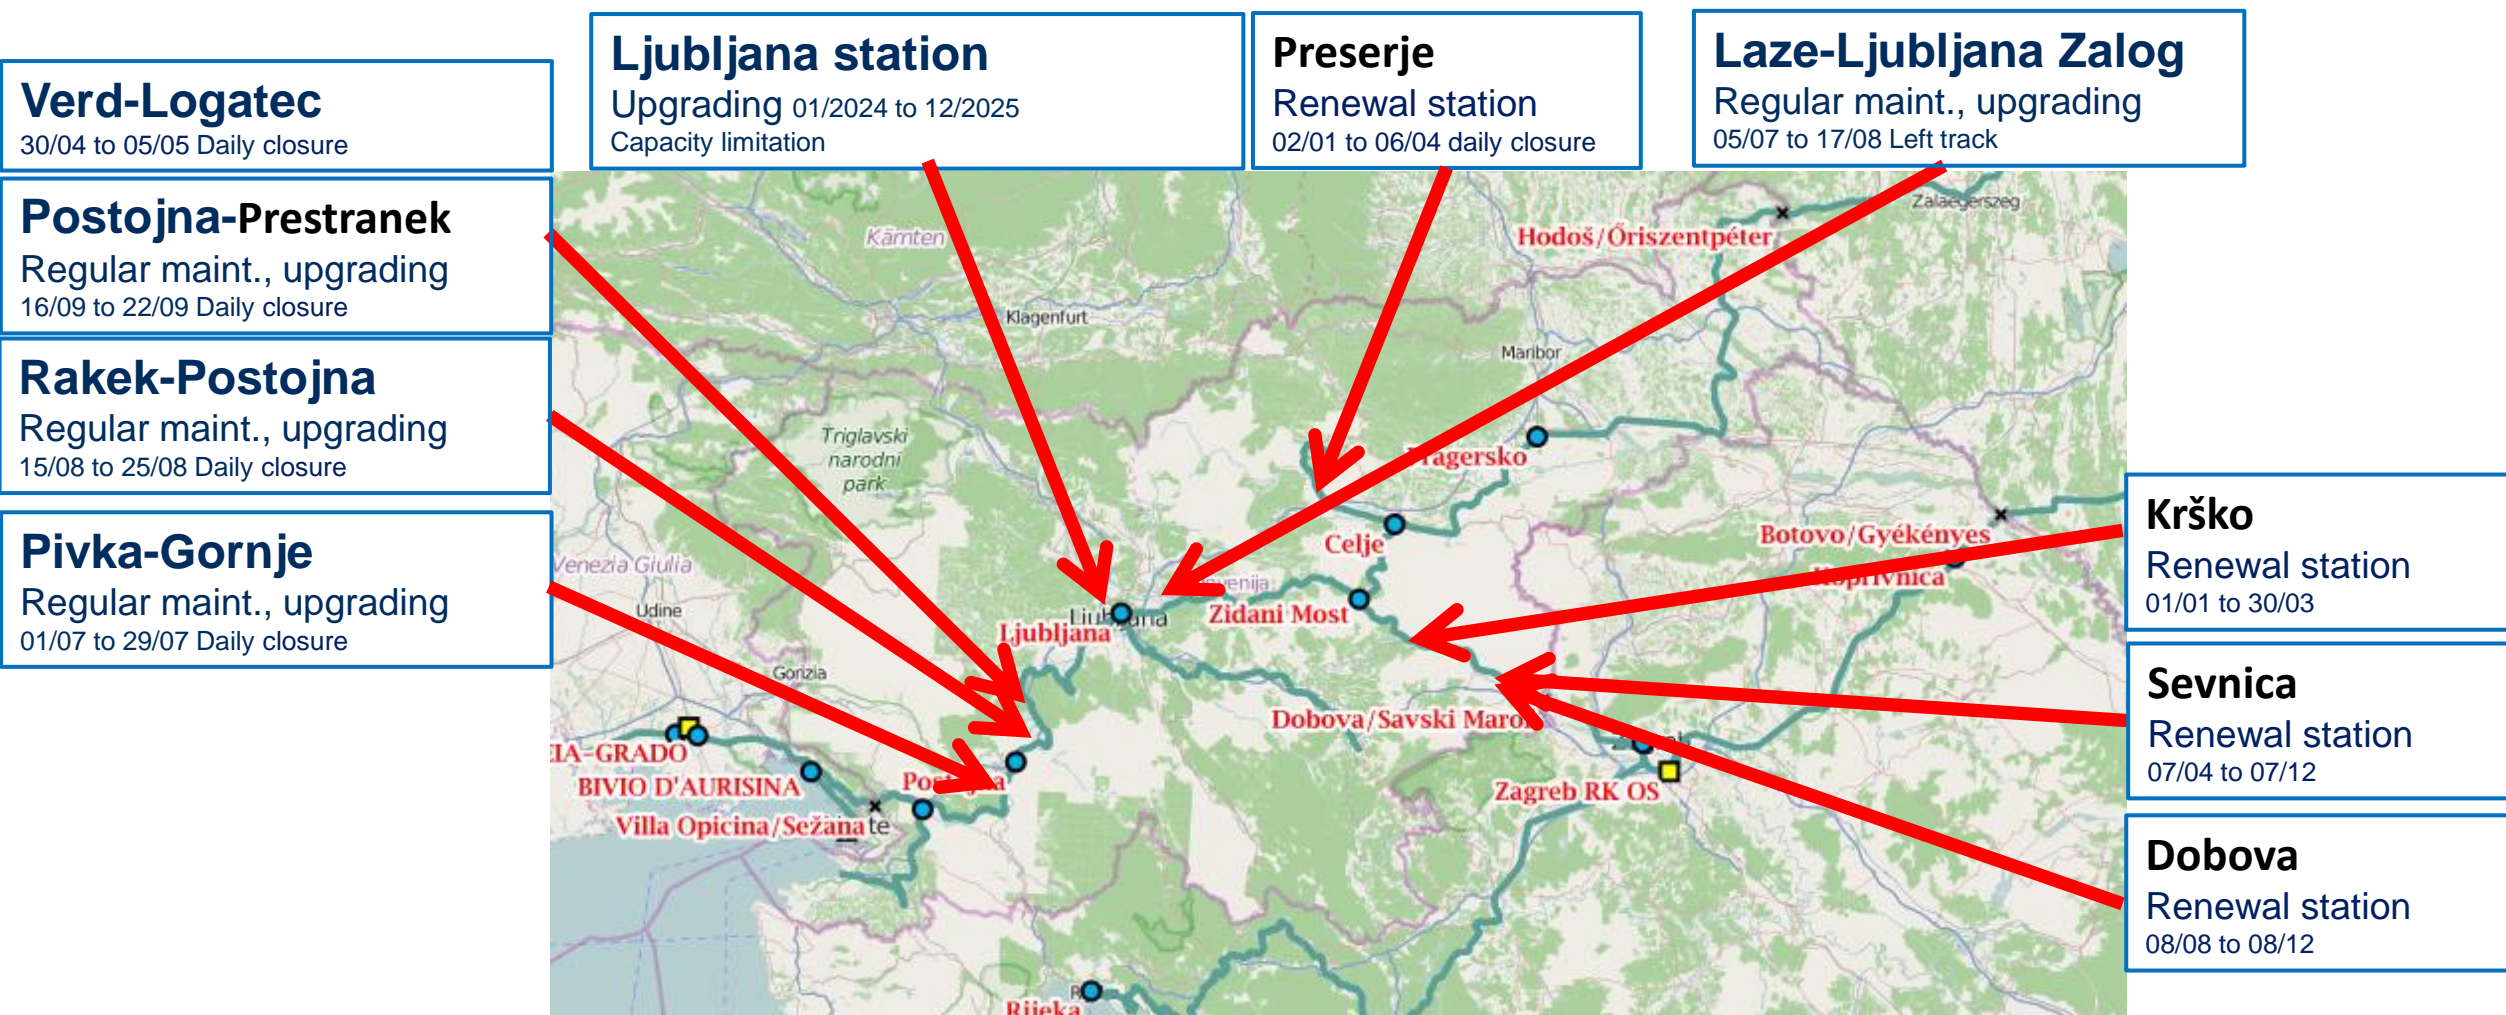 Verd-Logatec
30/04 to 05/05 Daily closure
Postojna-Prestranek
Regular maint., upgrading
16/09 to 22/09 Daily closure
Rakek-Postojna
Regular maint., upgrading
15/08 to 25/08 Daily closure
Pivka-Gornje
Regular maint., upgrading
01/07 to 29/07 Daily closure
Ljubljana station
Upgrading 01/2024 to 12/2025
Capacity limitation
Preserje
Renewal station
02/01 to 06/04 daily closure
Laze-Ljubljana Zalog
Regular maint., upgrading
05/07 to 17/08 Left track
Krško
Renewal station
01/01 to 30/03
Sevnica
Renewal station
07/04 to 07/12
Dobova
Renewal station
08/08 to 08/12
Kärnten
Zalaegerszeg
Hodoš/Őriszentpéter
Klagenfurt
Maribor
Triglavski
narodni
park
Celje
Botovo/Gyékényes
Venezia Giulia
Udine
Ljubljana
Zidani Most
Gorizia
Dobova/Savski
BIVIO D'AURISINA
Zagreb RK OS
Villa Opicina/Sežana
Rijeka